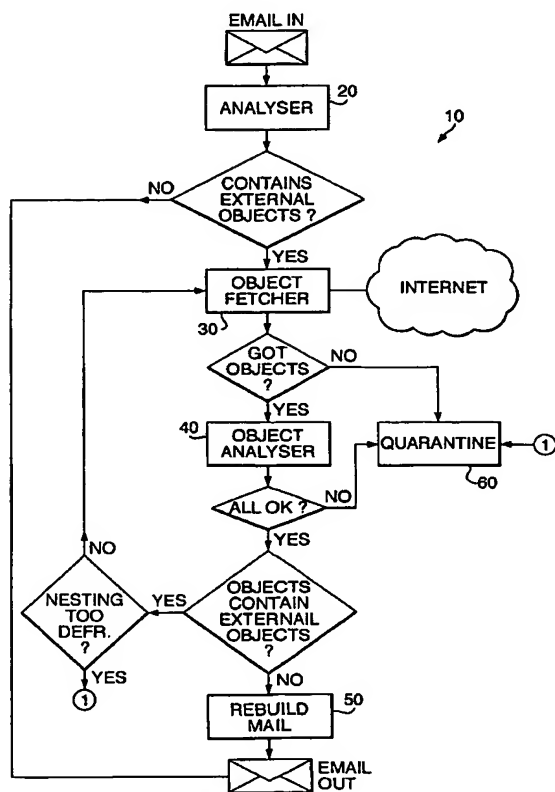 EMAIL IN
ANALYSER
20
10
NO
CONTAINS
EXTERNAL
OBJECTS ?
YES
OBJECT
FETCHER
30
INTERNET
GOT
OBJECTS
?
NO
YES
40
OBJECT
ANALYSER
QUARANTINE
60
1
ALL OK ?
NO
YES
NO
NESTING
TOO
DEFR.
?
YES
1
YES
OBJECTS
CONTAIN
EXTERNAIL
OBJECTS
?
NO
REBUILD
MAIL
50
EMAIL
OUT